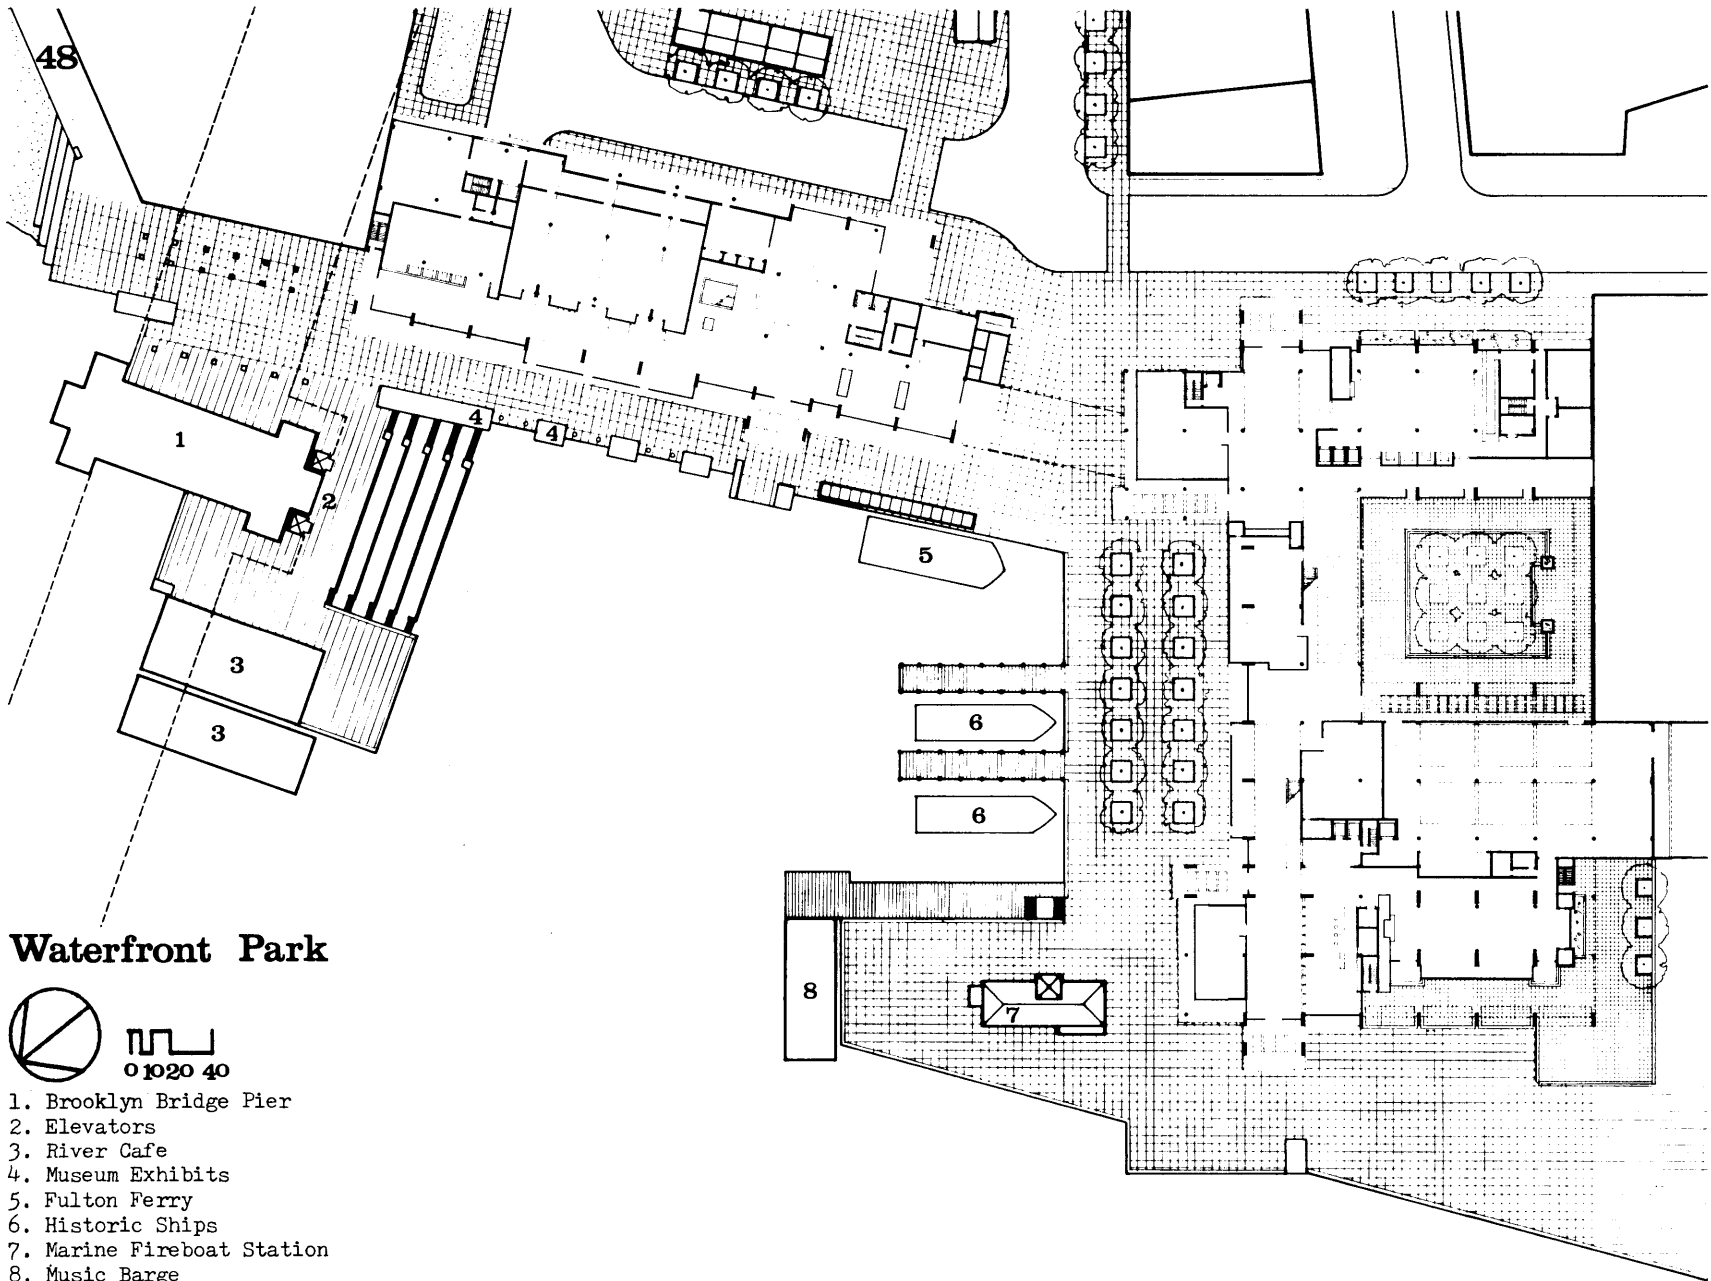 48
1
2
4
4
5
3
3
6
6
7
8
Waterfront Park
0 10 20 40
1. Brooklyn Bridge Pier
2. Elevators
3. River Cafe
4. Museum Exhibits
5. Fulton Ferry
6. Historic Ships
7. Marine Fireboat Station
8. Music Barge